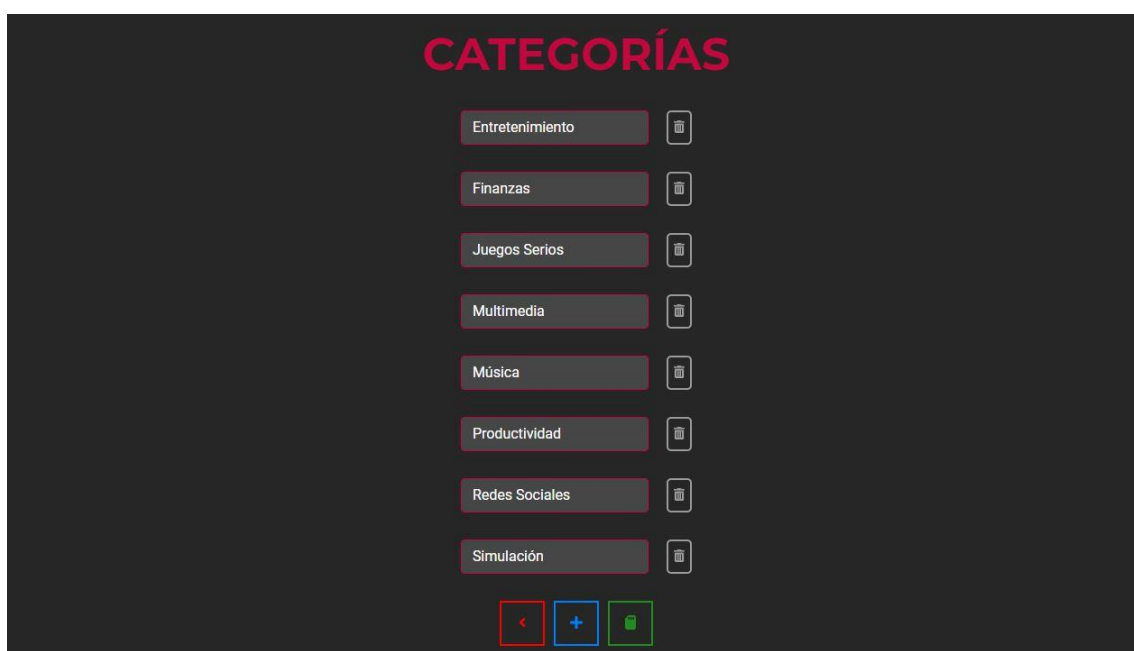 CATEGORÍAS
Entretenimiento
Finanzas
Juegos Serios
Multimedia
Música
Productividad
Redes Sociales
Simulación